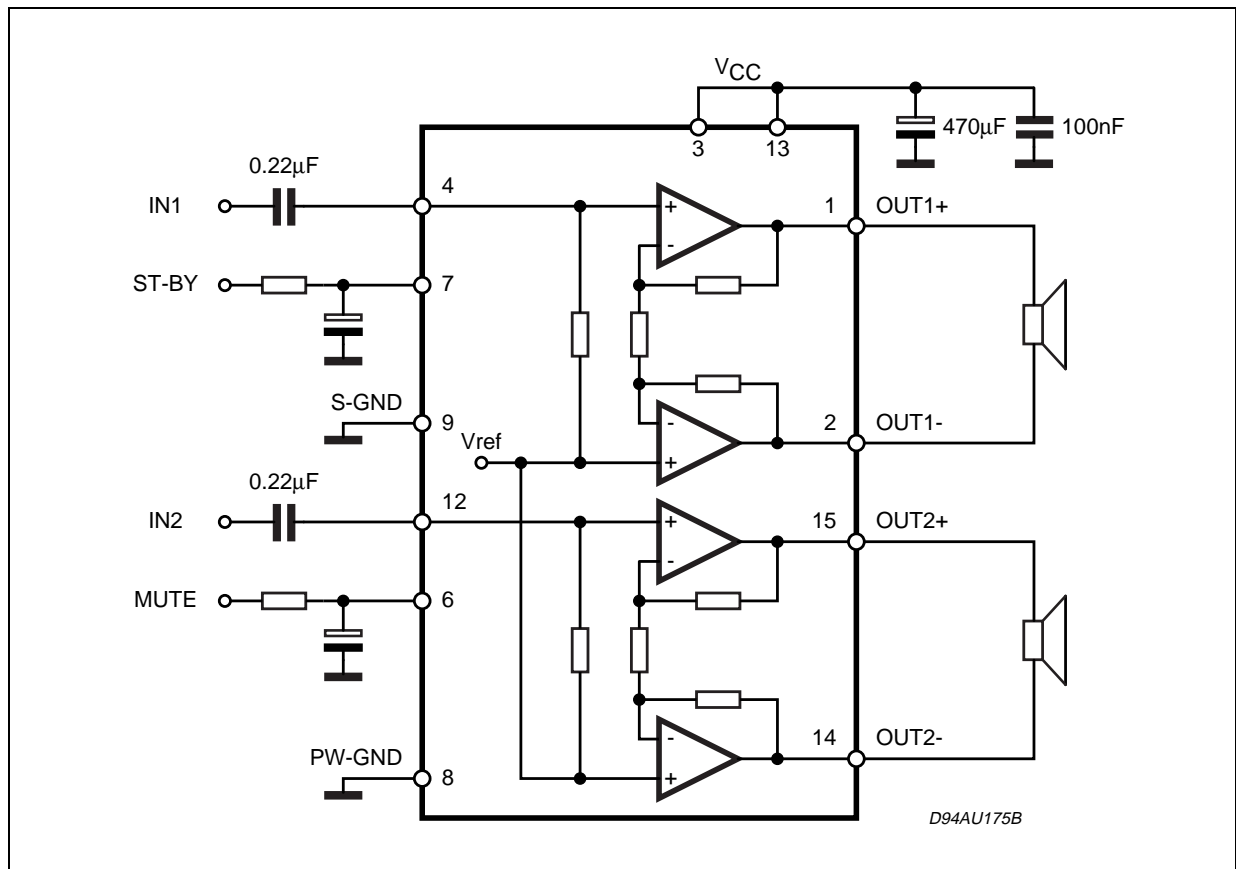 VCC
470µF
100nF
3
13
0.22µF
IN1
4
+
-
1
OUT1+
ST-BY
7
S-GND
9
Vref
-
+
2
OUT1-
0.22µF
IN2
12
+
-
15
OUT2+
MUTE
6
PW-GND
8
-
+
14
OUT2-
D94AU175B